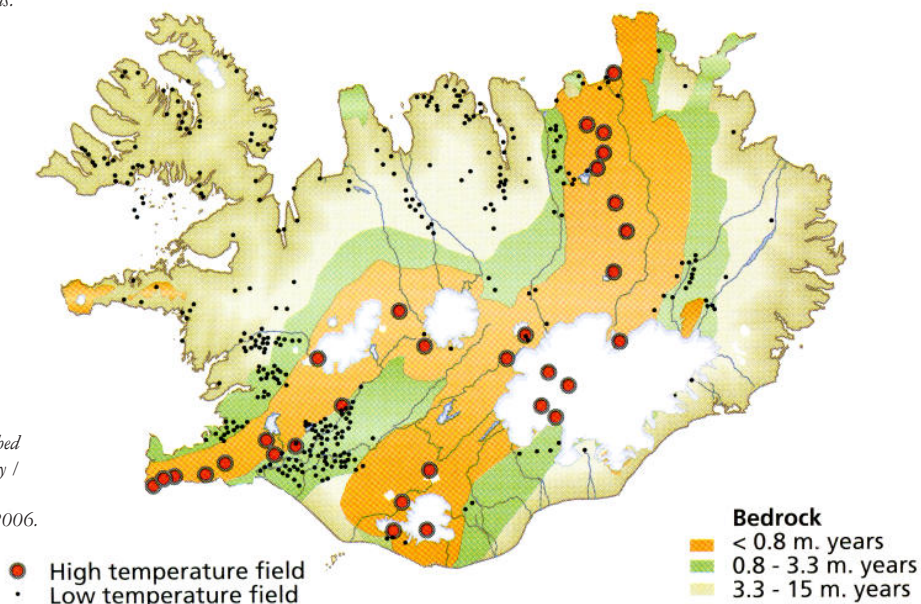 2006.
High temperature field
Low temperature field
Bedrock
< 0.8 m. years
0.8 - 3.3 m. years
3.3 - 15 m. years